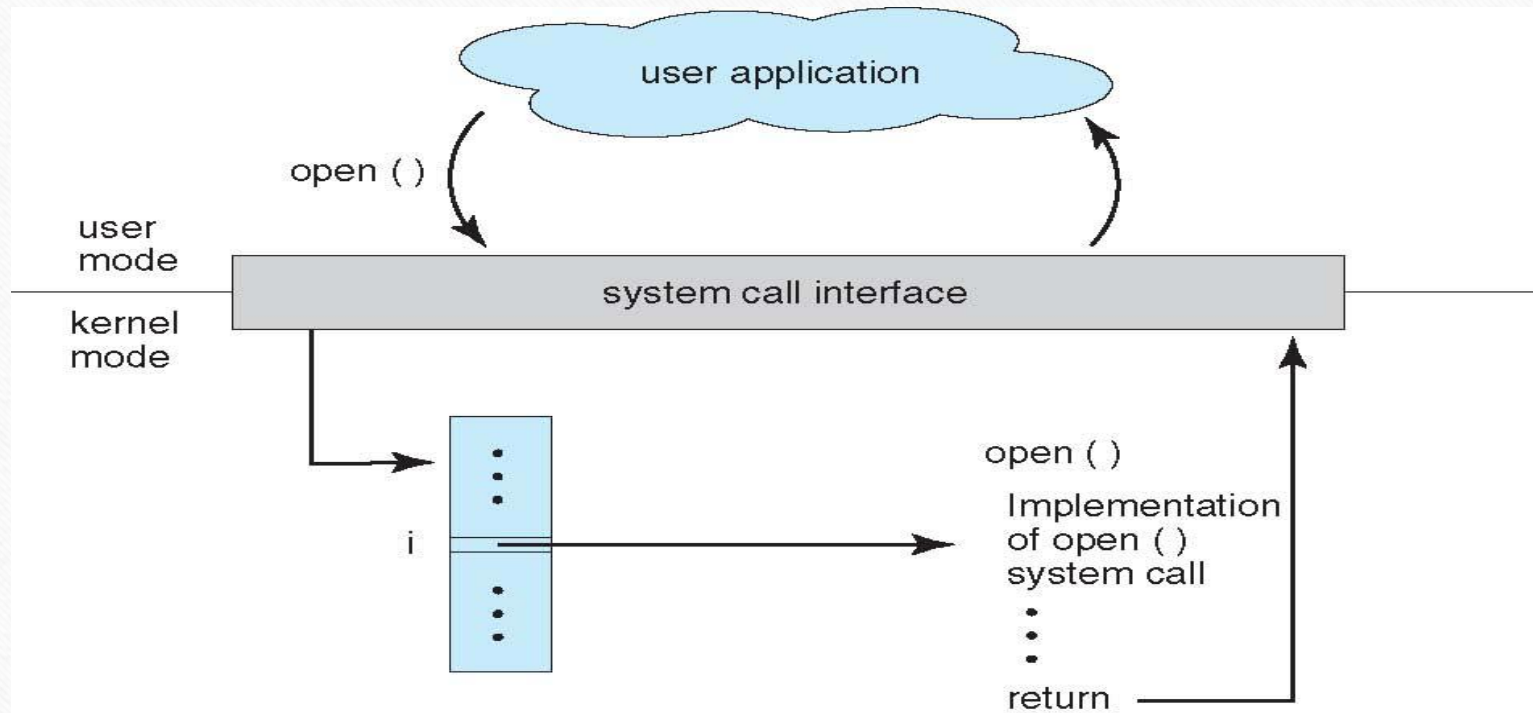 user application
open ( )
user
mode
system call interface
kernel
mode
open ( )
i
Implementation
of open ( )
system call
return